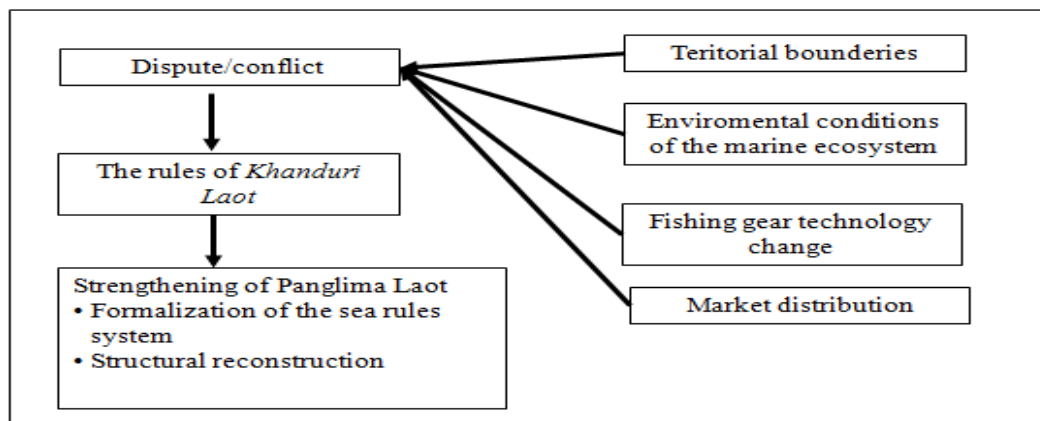 Dispute/conflict
The rules of Khanduri
Laot
Strengthening of Panglima Laot
• Formalization of the sea rules
system
• Structural reconstruction
Teritorial bounderies
Enviromental conditions
of the marine ecosystem
Fishing gear technology
change
Market distribution